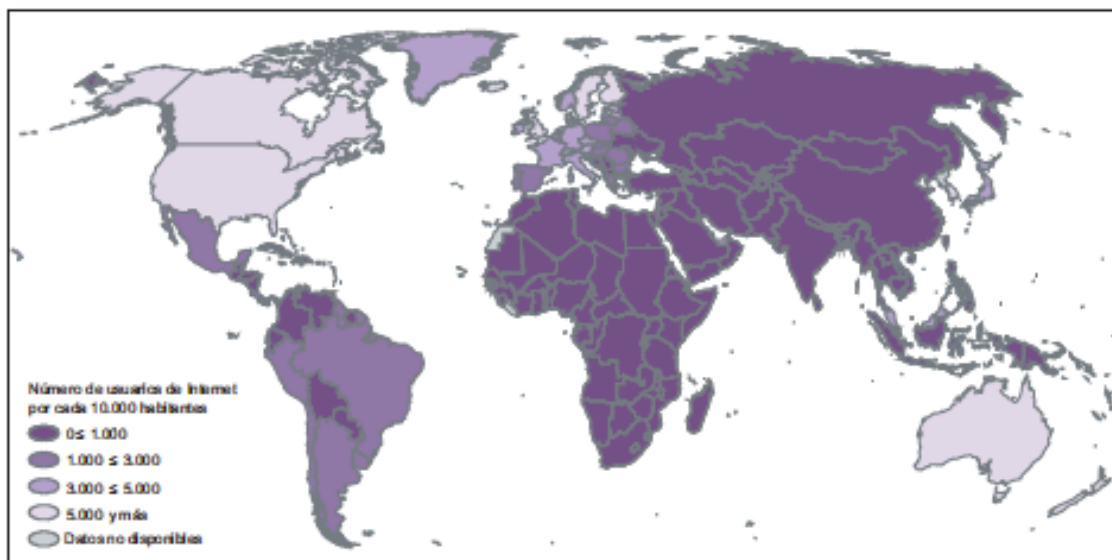 Número de usuarios de Internet
por cada 10.000 habitantes
0≤ 1.000
1.000 ≤ 3.000
3.000 ≤ 5.000
5.000 y más
Datos no disponibles